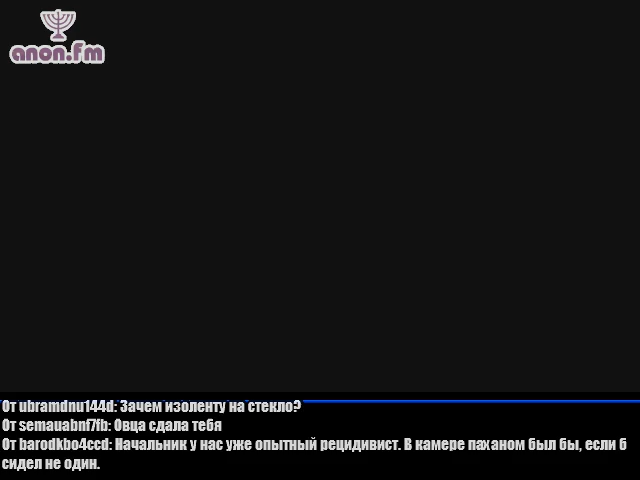 anon.fm
От ubramdnu144d: Зачем изоленту на стекло?
От semauabnf7fb: Овца сдала тебя
От barodkbo4ccd: Начальник у нас уже опытный рецидивист. В камере паханом был бы, если б
сидел не один.